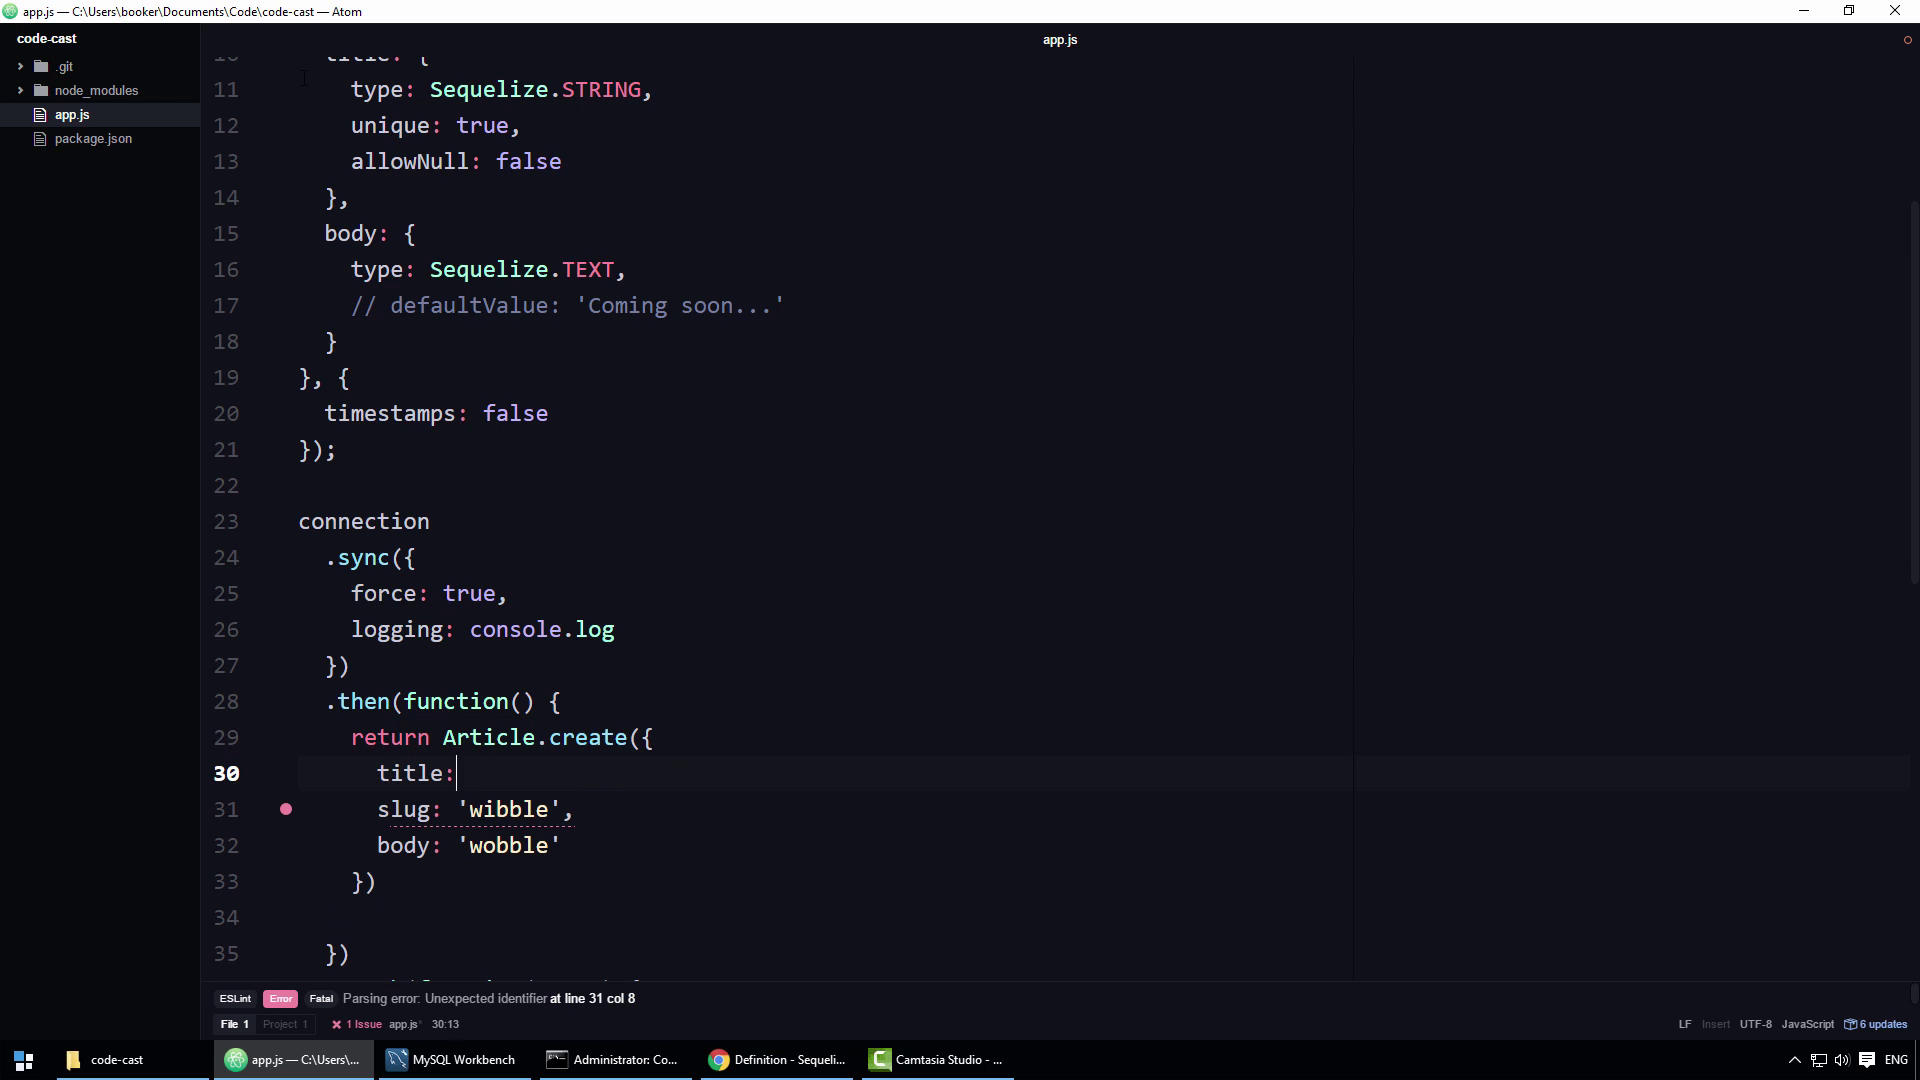 app.js — C:\Users\booker\Documents\Code\code-cast — Atom
code-cast
app.js
.git
node_modules
app.js
package.json
10 title: {
11 type: Sequelize.STRING,
12 unique: true,
13 allowNull: false
14 },
15 body: {
16 type: Sequelize.TEXT,
17 // defaultValue: 'Coming soon...'
18 }
19 }, {
20 timestamps: false
21 });
22
23 connection
24 .sync({
25 force: true,
26 logging: console.log
27 })
28 .then(function() {
29 return Article.create({
30 title:
31 slug: 'wibble',
32 body: 'wobble'
33 })
34
35 })
ESLint Error Fatal Parsing error: Unexpected identifier at line 31 col 8
File 1 Project 1 1 Issue app.js* 30:13 LF Insert UTF-8 JavaScript 6 updates
code-cast app.js — C:\Users\... MySQL Workbench Administrator: Co... Definition - Sequeli... Camtasia Studio - ... ENG